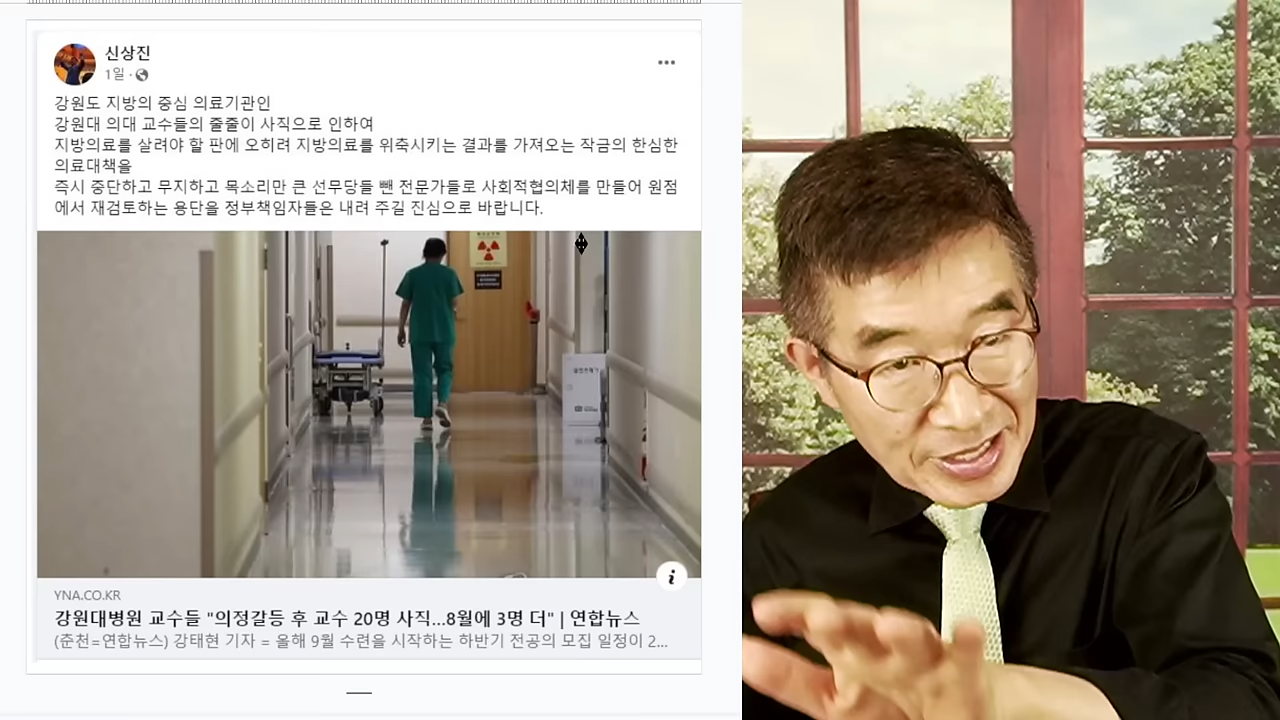 신상진
1일 ·
강원도 지방의 중심 의료기관인
강원대 의대 교수들의 줄줄이 사직으로 인하여
지방의료를 살려야 할 판에 오히려 지방의료를 위축시키는 결과를 가져오는 작금의 한심한
의료대책을
즉시 중단하고 무지하고 목소리만 큰 선무당들 뺀 전문가들로 사회적협의체를 만들어 원점
에서 재검토하는 용단을 정부책임자들은 내려 주길 진심으로 바랍니다.
YNA.CO.KR
강원대병원 교수들 "의정갈등 후 교수 20명 사직...8월에 3명 더" | 연합뉴스
(춘천=연합뉴스) 강태현 기자 = 올해 9월 수련을 시작하는 하반기 전공의 모집 일정이 2...